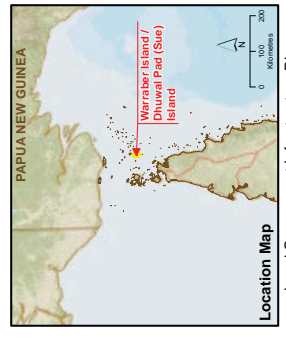 PAPUA NEW GUINEA
Warraber Island /
Dhuwal Pad (Sue)
Island
N
0 100 200
Kilometres
Location Map